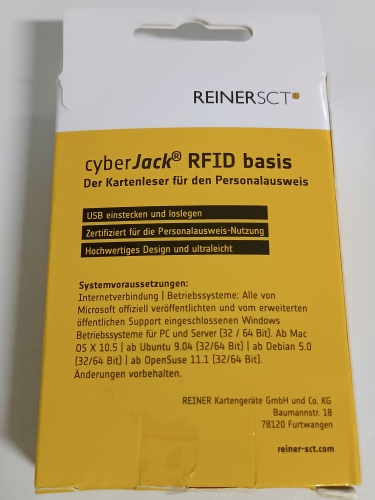 REINERSCT
cyberJack® RFID basis
Der Kartenleser für den Personalausweis
USB einstecken und loslegen
Zertifiziert für die Personalausweis-Nutzung
Hochwertiges Design und ultraleicht
Systemvoraussetzungen:
Internetverbindung | Betriebssysteme: Alle von
Microsoft offiziell veröffentlichten und vom erweiterten
öffentlichen Support eingeschlossenen Windows
Betriebssysteme für PC und Server (32 / 64 Bit). Ab Mac
OS X 10.5 | ab Ubuntu 9.04 (32/64 Bit) | ab Debian 5.0
(32/64 Bit) | ab OpenSuse 11.1 (32/64 Bit).
Änderungen vorbehalten.
REINER Kartengeräte GmbH und Co. KG
Baumannstr. 18
78120 Furtwangen
reiner-sct.com